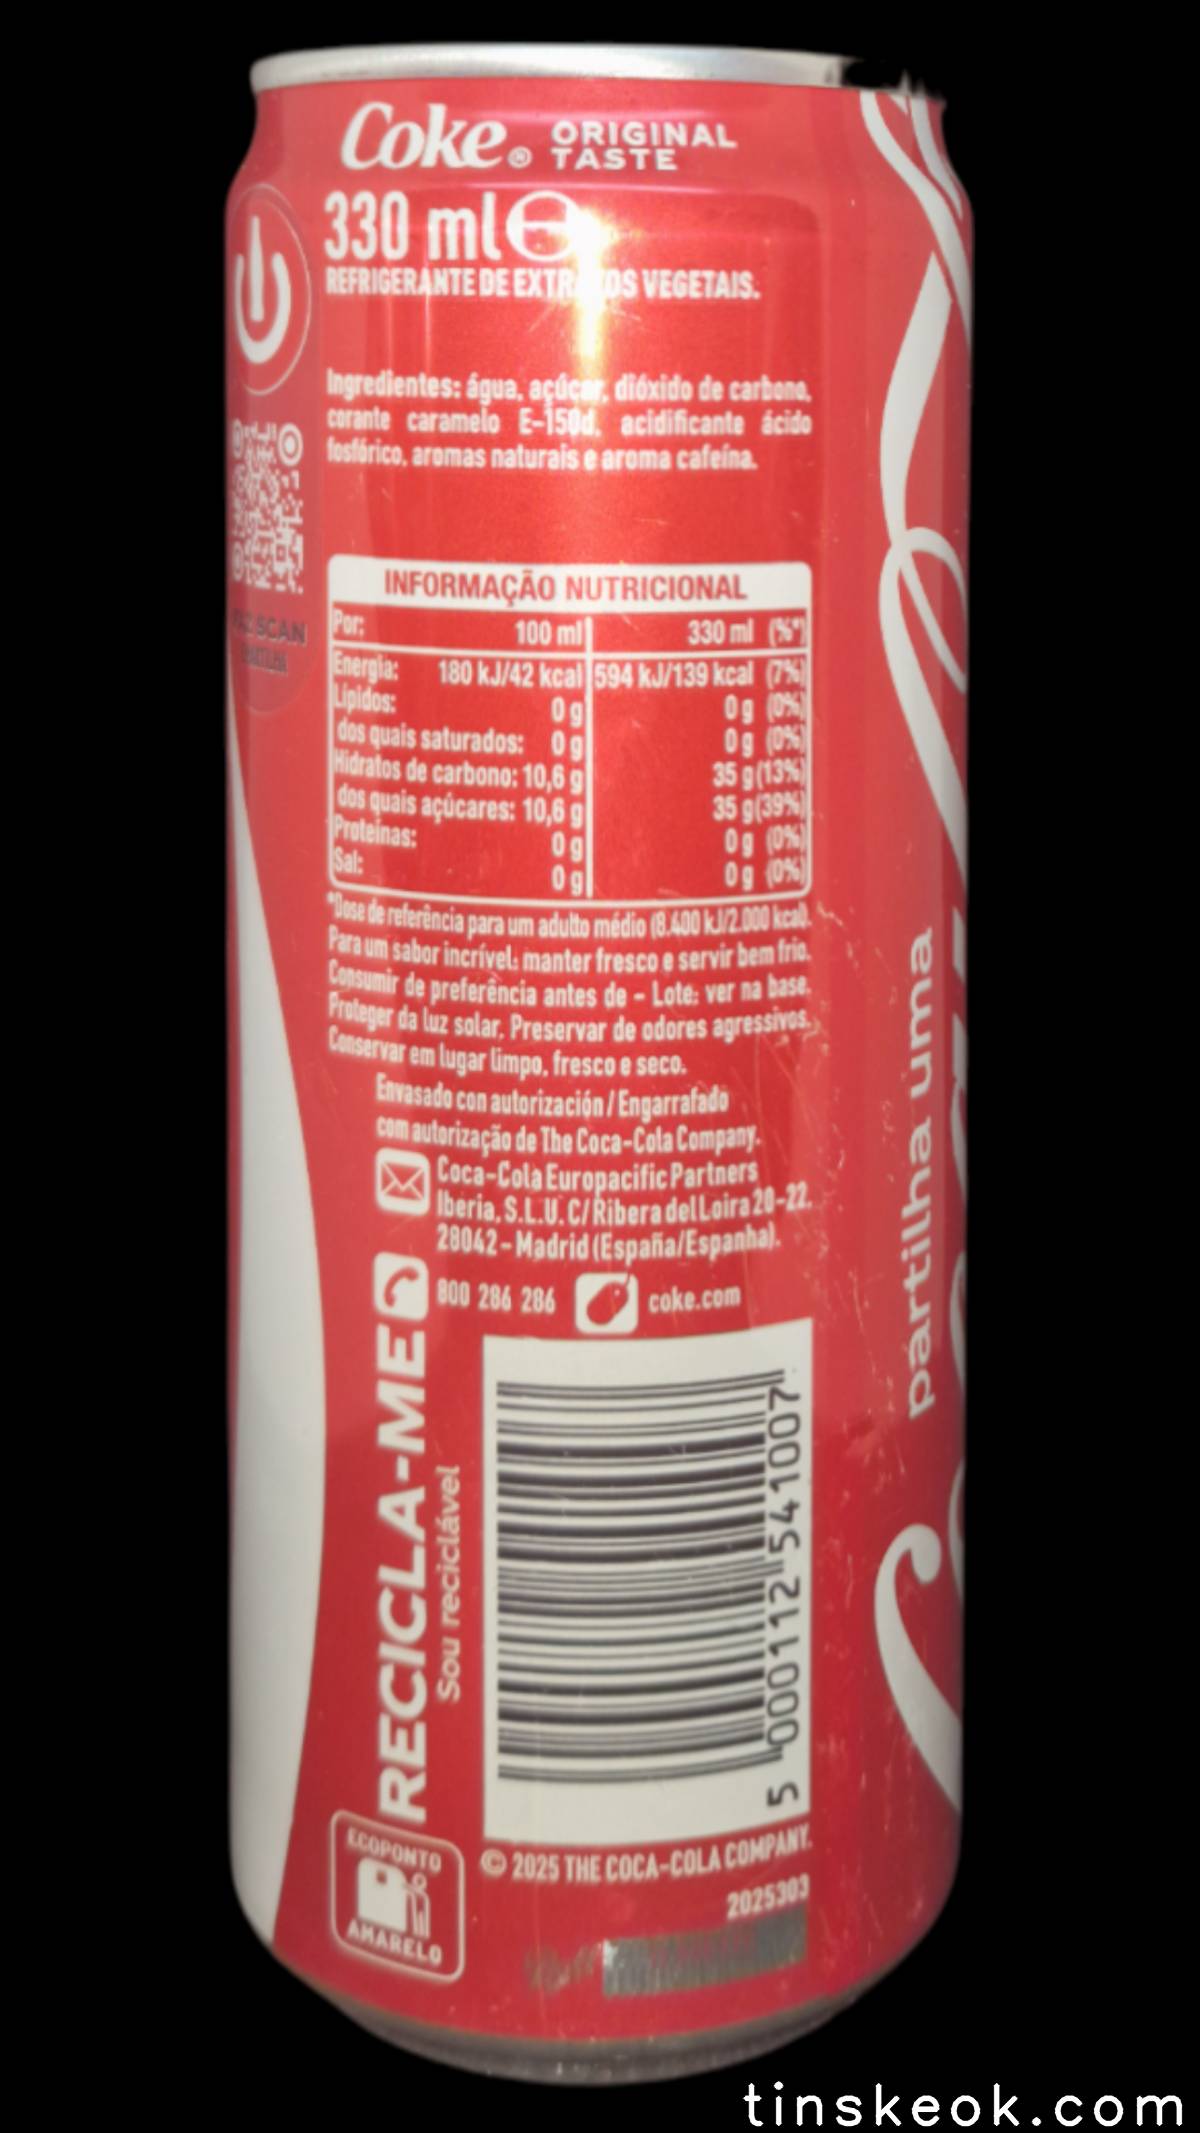 Coke® ORIGINAL
TASTE
330 ml ℮
REFRIGERANTE DE EXTRATOS VEGETAIS.
Ingredientes: água, açúcar, dióxido de carbono,
corante caramelo E-150d, acidificante ácido
fosfórico, aromas naturais e aroma cafeína.
INFORMAÇÃO NUTRICIONAL
Por: 100 ml 330 ml (%*)
Energia: 180 kJ/42 kcal 594 kJ/139 kcal (7%)
Lípidos: 0 g 0 g (0%)
dos quais saturados: 0 g 0 g (0%)
Hidratos de carbono: 10,6 g 35 g (13%)
dos quais açúcares: 10,6 g 35 g (39%)
Proteínas: 0 g 0 g (0%)
Sal: 0 g 0 g (0%)
*Dose de referência para um adulto médio (8.400 kJ/2.000 kcal).
Para um sabor incrível: manter fresco e servir bem frio.
Consumir de preferência antes de - Lote: ver na base.
Proteger da luz solar. Preservar de odores agressivos.
Conservar em lugar limpo, fresco e seco.
Envasado con autorización / Engarrafado
com autorização de The Coca-Cola Company.
Coca-Cola Europacific Partners
Iberia, S.L.U. C/ Ribera del Loira 20-22.
28042 - Madrid (España/Espanha).
800 286 286 coke.com
RECICLA-ME
Sou reciclável
5 000112 541007
ECOPONTO
AMARELO
© 2025 THE COCA-COLA COMPANY.
2025303
SCAN
partilha uma
tinskeok.com